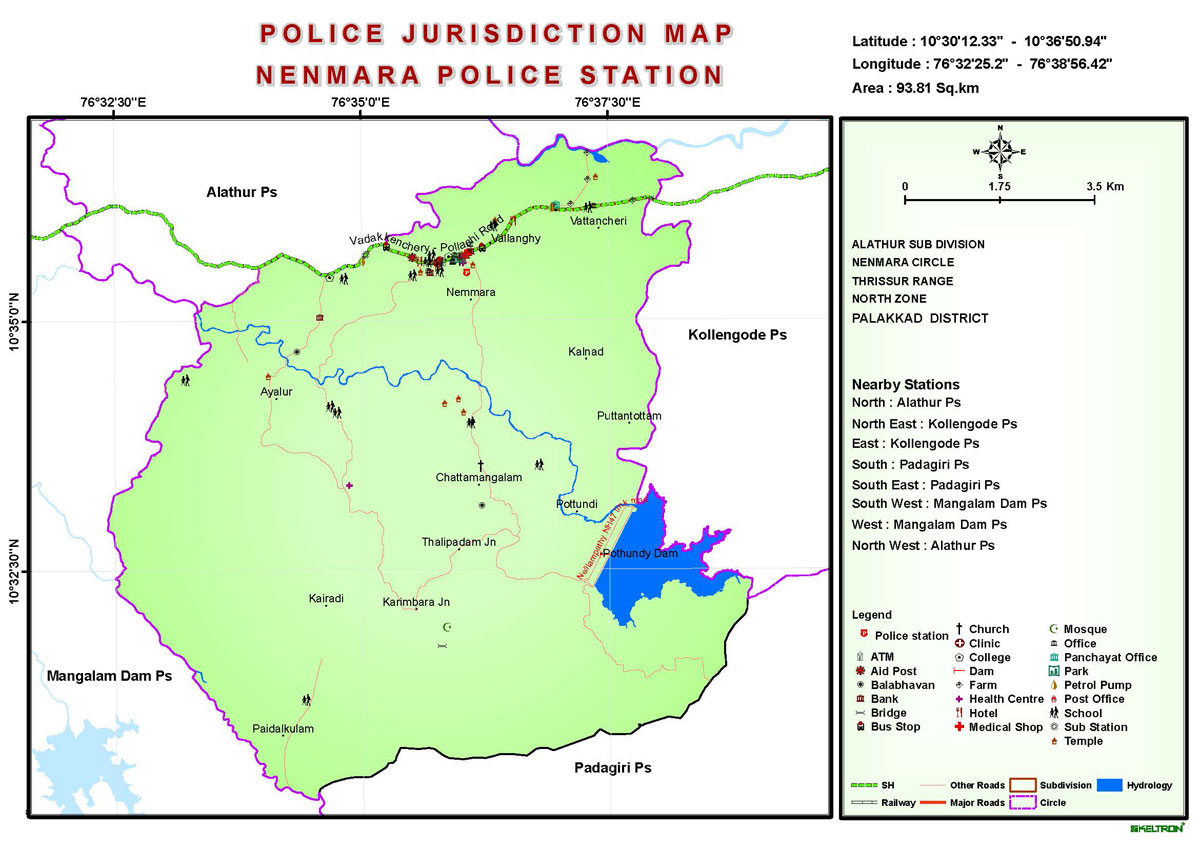 POLICE JURISDICTION MAP
NENMARA POLICE STATION
Latitude : 10°30'12.33" - 10°36'50.94"
Longitude : 76°32'25.2" - 76°38'56.42"
Area : 93.81 Sq.km
76°32'30"E
76°35'0"E
76°37'30"E
10°35'0"N
10°32'30"N
Alathur Ps
Vattancheri
Vadakkenchery - Pollachi Road
Vallanghy
Nemmara
Kollengode Ps
Kalnad
Ayalur
Puttantottam
Chattamangalam
Pottundi
Thalipadam Jn
Pothundy Dam
Kairadi
Karimbara Jn
Mangalam Dam Ps
Paidalkulam
Padagiri Ps
N
W
E
S
0
1.75
3.5 Km
ALATHUR SUB DIVISION
NENMARA CIRCLE
THRISSUR RANGE
NORTH ZONE
PALAKKAD DISTRICT
Nearby Stations
North : Alathur Ps
North East : Kollengode Ps
East : Kollengode Ps
South : Padagiri Ps
South East : Padagiri Ps
South West : Mangalam Dam Ps
West : Mangalam Dam Ps
North West : Alathur Ps
Legend
Police station
ATM
Aid Post
Balabhavan
Bank
Bridge
Bus Stop
Church
Clinic
College
Dam
Farm
Health Centre
Hotel
Medical Shop
Mosque
Office
Panchayat Office
Park
Petrol Pump
Post Office
School
Sub Station
Temple
SH
Other Roads
Subdivision
Hydrology
Railway
Major Roads
Circle
KELTRON